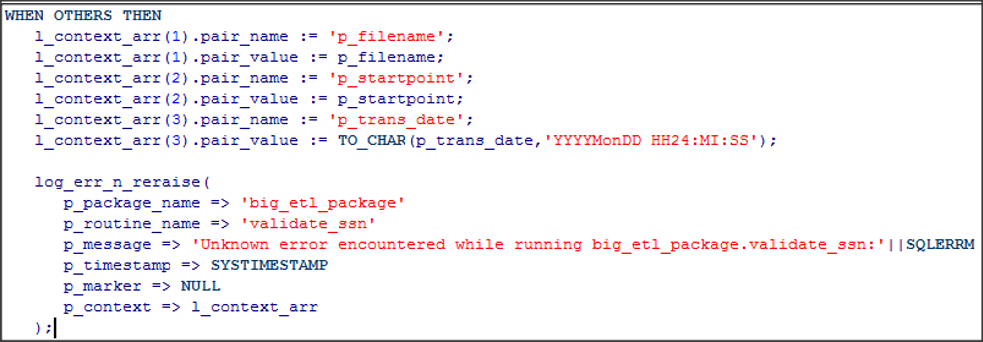 WHEN OTHERS THEN
l_context_arr(1).pair_name := 'p_filename';
l_context_arr(1).pair_value := p_filename;
l_context_arr(2).pair_name := 'p_startpoint';
l_context_arr(2).pair_value := p_startpoint;
l_context_arr(3).pair_name := 'p_trans_date';
l_context_arr(3).pair_value := TO_CHAR(p_trans_date,'YYYYMonDD HH24:MI:SS');
log_err_n_reraise(
p_package_name => 'big_etl_package'
p_routine_name => 'validate_ssn'
p_message => 'Unknown error encountered while running big_etl_package.validate_ssn:'||SQLERRM
p_timestamp => SYSTIMESTAMP
p_marker => NULL
p_context => l_context_arr
);